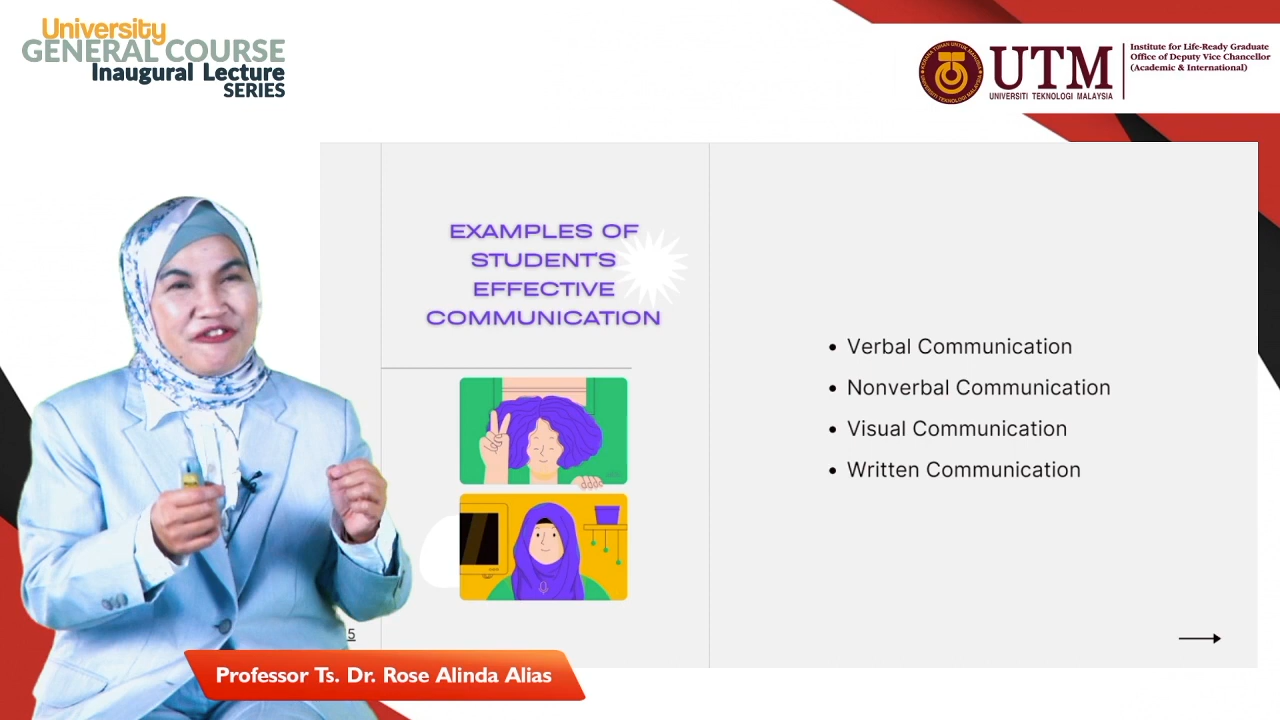 University
GENERAL COURSE
Inaugural Lecture
SERIES
UTM
UNIVERSITI TEKNOLOGI MALAYSIA
Institute for Life-Ready Graduate
Office of Deputy Vice Chancellor
(Academic & International)
EXAMPLES OF
STUDENT'S
EFFECTIVE
COMMUNICATION
• Verbal Communication
• Nonverbal Communication
• Visual Communication
• Written Communication
5
Professor Ts. Dr. Rose Alinda Alias